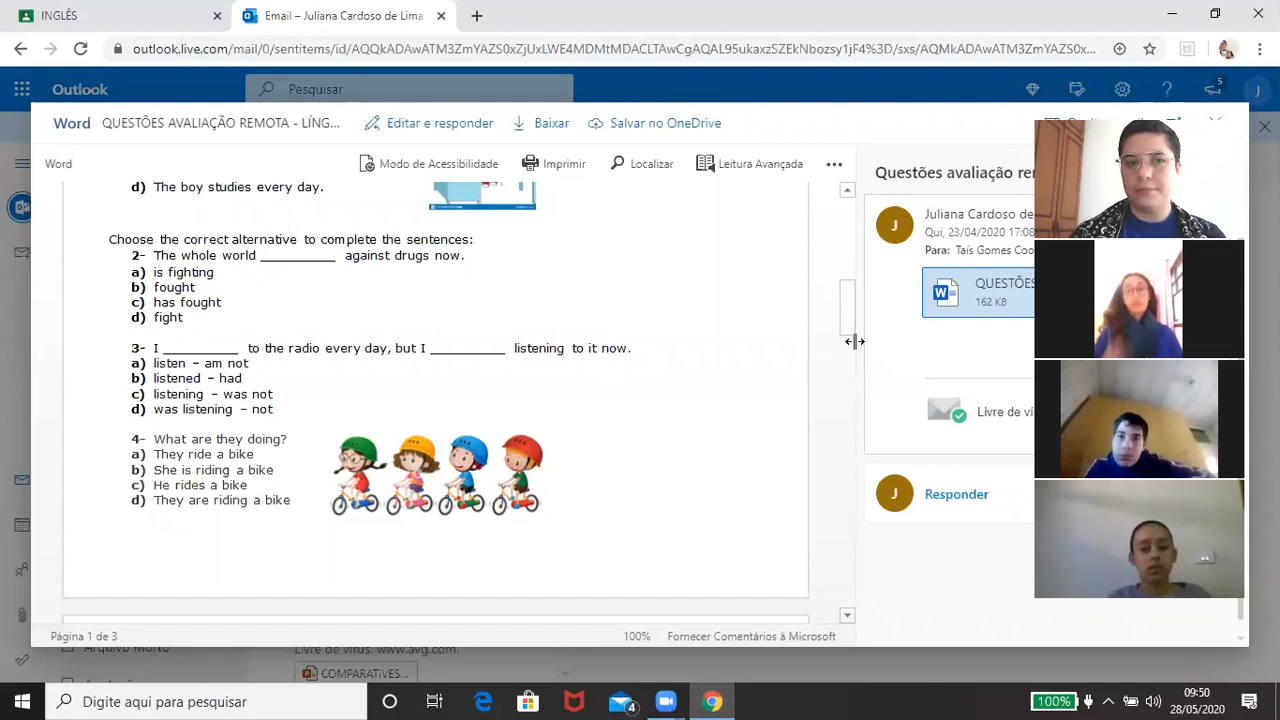 INGLÊS
Email – Juliana Cardoso de Lima
outlook.live.com/mail/0/sentitems/id/AQQkADAwATM3ZmYAZS0xZjUxLWE4MDMtMDACLTAwCgAQAL95ukaxzSZEkNbozsy1jF4%3D/sxs/AQMkADAwATM3ZmYAZS0xZ...
Outlook
Pesquisar
5
J
Word
QUESTÕES AVALIAÇÃO REMOTA - LÍNG...
Editar e responder
Baixar
Salvar no OneDrive
Word
Modo de Acessibilidade
Imprimir
Localizar
Leitura Avançada
Questões avaliação rem
d) The boy studies every day.
J
Juliana Cardoso de
Qui, 23/04/2020 17:08
Para: Taís Gomes Coo
Choose the correct alternative to complete the sentences:
2- The whole world __________ against drugs now.
a) is fighting
b) fought
c) has fought
d) fight
QUESTÕES
162 KB
3- I __________ to the radio every day, but I __________ listening to it now.
a) listen – am not
b) listened – had
c) listening – was not
d) was listening – not
Livre de ví
4- What are they doing?
a) They ride a bike
b) She is riding a bike
c) He rides a bike
d) They are riding a bike
J
Responder
Página 1 de 3
100%
Fornecer Comentários à Microsoft
Arquivo Morto
Livre de vírus. www.avg.com.
COMPARATIVES...
Digite aqui para pesquisar
4
100%
09:50
28/05/2020